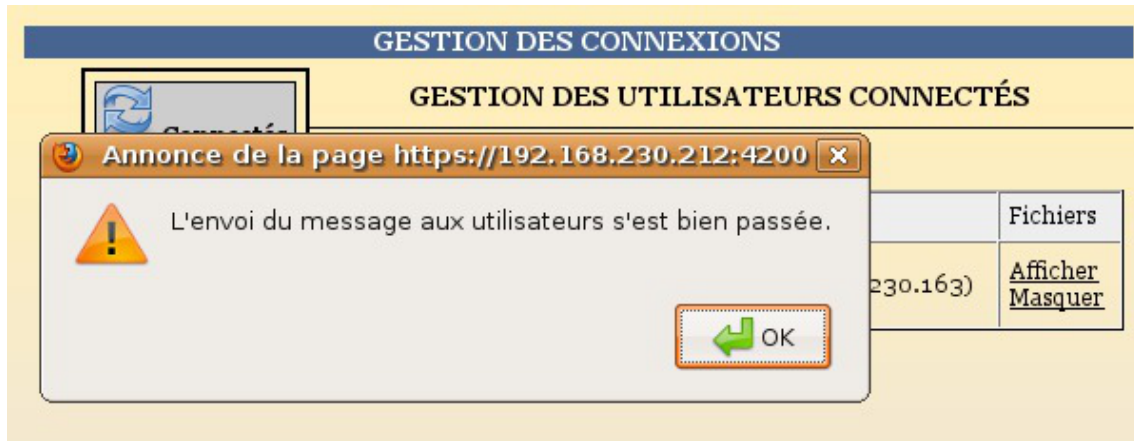 GESTION DES CONNEXIONS
GESTION DES UTILISATEURS CONNECTÉS
Connectés
Annonce de la page https://192.168.230.212:4200
L'envoi du message aux utilisateurs s'est bien passée.
OK
Fichiers
230.163)
Afficher
Masquer